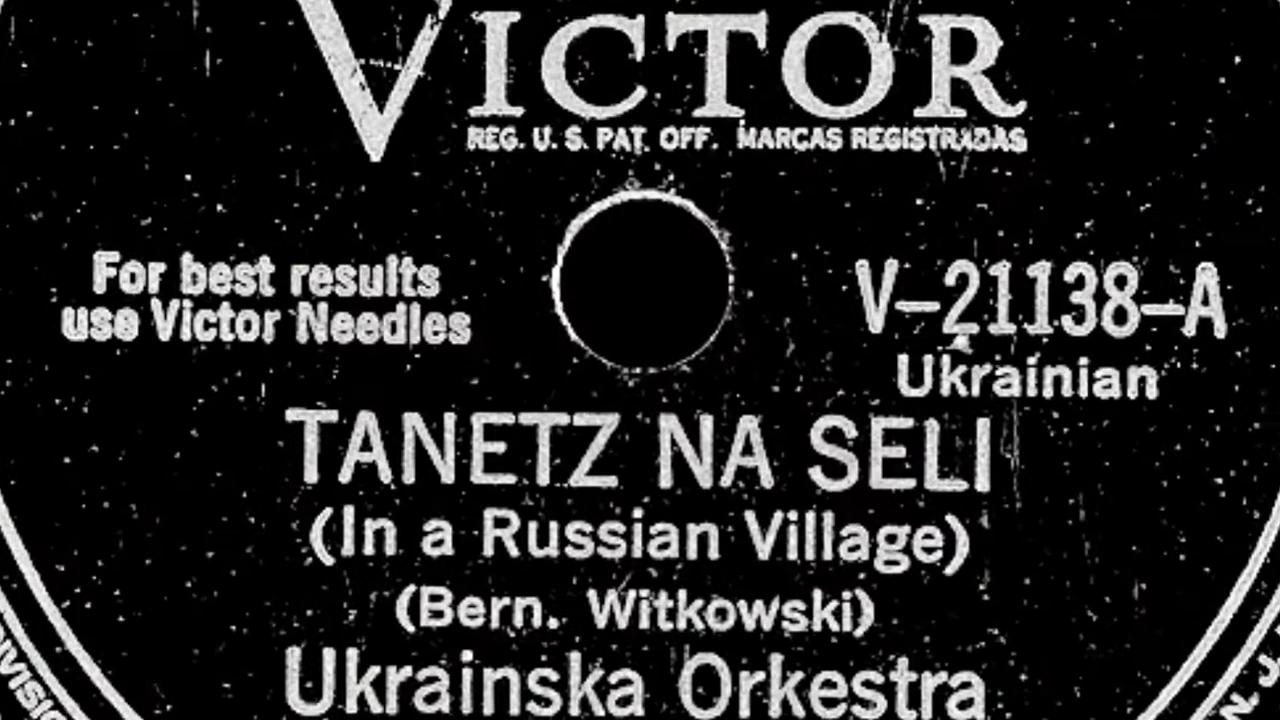 VICTOR
REG. U. S. PAT. OFF. MARCAS REGISTRADAS
For best results
use Victor Needles
V-21138-A
Ukrainian
TANETZ NA SELI
(In a Russian Village)
(Bern. Witkowski)
Ukrainska Orkestra